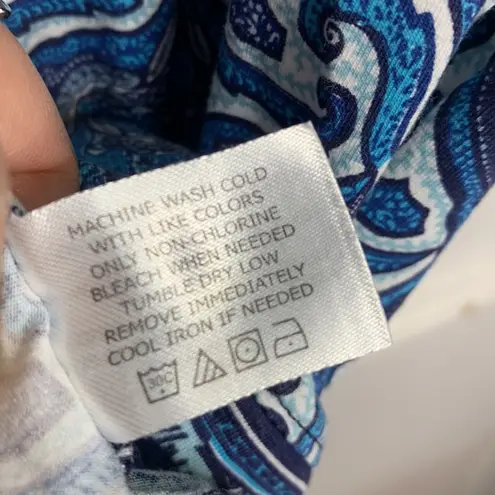 MACHINE WASH COLD
WITH LIKE COLORS
ONLY NON-CHLORINE
BLEACH WHEN NEEDED
TUMBLE DRY LOW
REMOVE IMMEDIATELY
COOL IRON IF NEEDED
30C